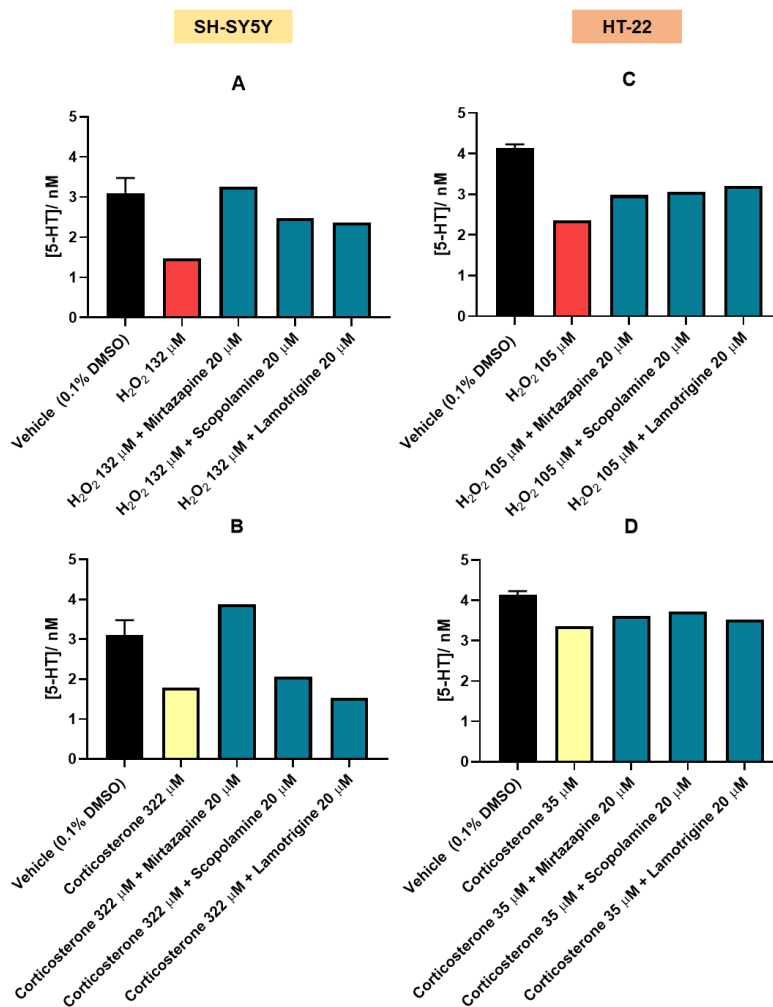 SH-SY5Y
HT-22
A
[5-HT]/ nM
5
4
3
2
1
0
Vehicle (0.1% DMSO)
H₂O₂ 132 μM
H₂O₂ 132 μM + Mirtazapine 20 μM
H₂O₂ 132 μM + Scopolamine 20 μM
H₂O₂ 132 μM + Lamotrigine 20 μM
C
[5-HT]/ nM
5
4
3
2
1
0
Vehicle (0.1% DMSO)
H₂O₂ 105 μM
H₂O₂ 105 μM + Mirtazapine 20 μM
H₂O₂ 105 μM + Scopolamine 20 μM
H₂O₂ 105 μM + Lamotrigine 20 μM
B
[5-HT]/ nM
5
4
3
2
1
0
Vehicle (0.1% DMSO)
Corticosterone 322 μM
Corticosterone 322 μM + Mirtazapine 20 μM
Corticosterone 322 μM + Scopolamine 20 μM
Corticosterone 322 μM + Lamotrigine 20 μM
D
[5-HT]/ nM
5
4
3
2
1
0
Vehicle (0.1% DMSO)
Corticosterone 35 μM
Corticosterone 35 μM + Mirtazapine 20 μM
Corticosterone 35 μM + Scopolamine 20 μM
Corticosterone 35 μM + Lamotrigine 20 μM